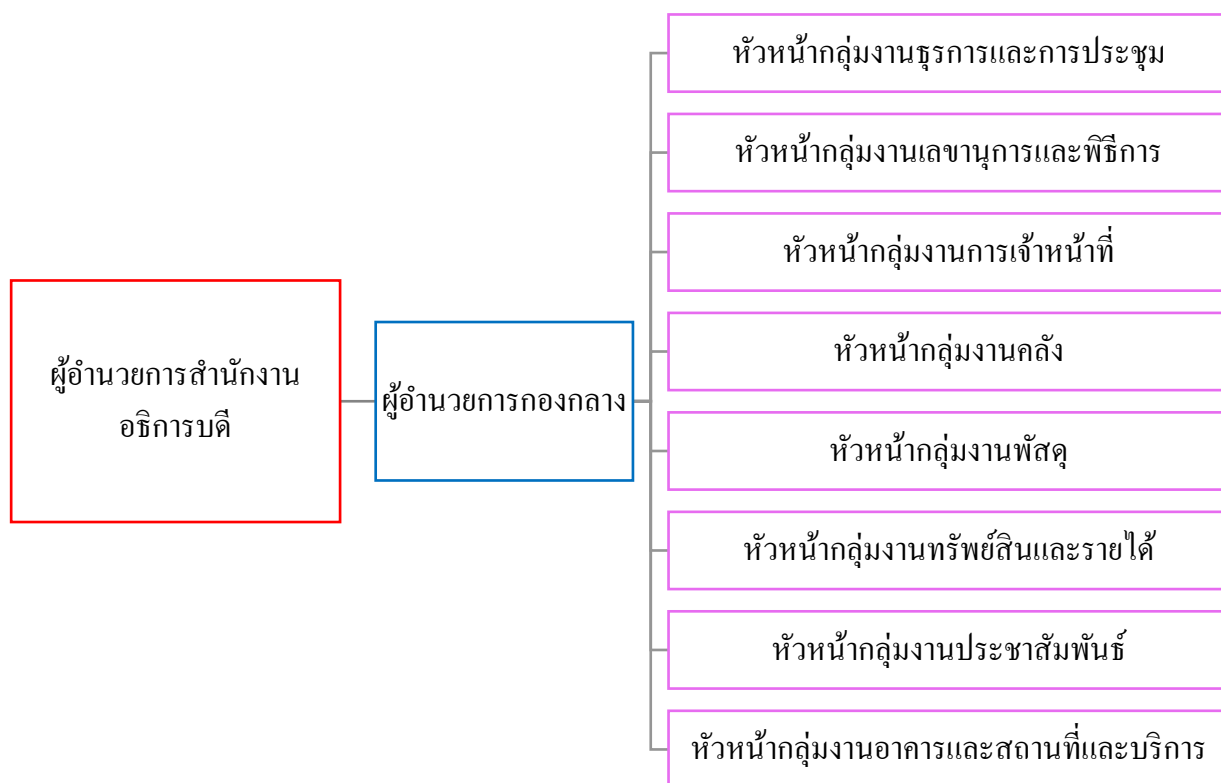 ผู้อำนวยการสำนักงาน
อธิการบดี
ผู้อำนวยการกองกลาง
หัวหน้ากลุ่มงานธุรการและการประชุม
หัวหน้ากลุ่มงานเลขานุการและพิธีการ
หัวหน้ากลุ่มงานการเจ้าหน้าที่
หัวหน้ากลุ่มงานคลัง
หัวหน้ากลุ่มงานพัสดุ
หัวหน้ากลุ่มงานทรัพย์สินและรายได้
หัวหน้ากลุ่มงานประชาสัมพันธ์
หัวหน้ากลุ่มงานอาคารและสถานที่และบริการ